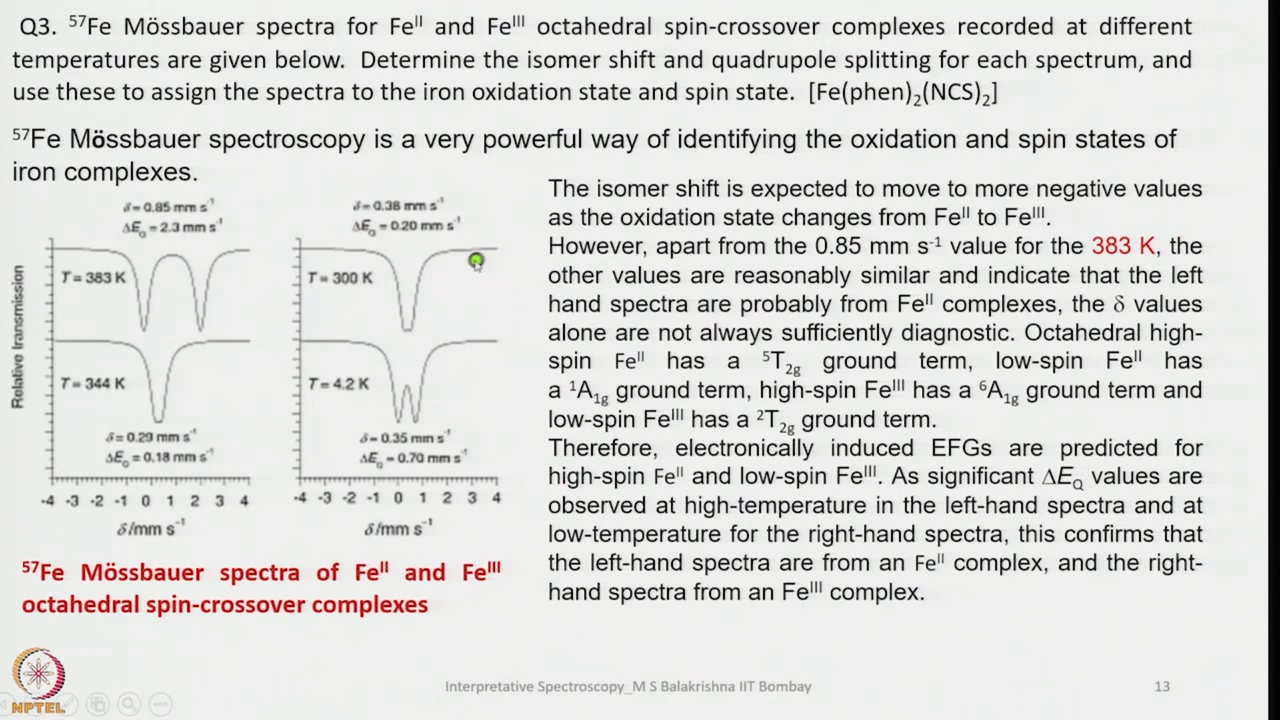 Q3. ⁵⁷Fe Mössbauer spectra for Feᴵᴵ and Feᴵᴵᴵ octahedral spin-crossover complexes recorded at different
temperatures are given below. Determine the isomer shift and quadrupole splitting for each spectrum, and
use these to assign the spectra to the iron oxidation state and spin state. [Fe(phen)₂(NCS)₂]
⁵⁷Fe Mössbauer spectroscopy is a very powerful way of identifying the oxidation and spin states of
iron complexes.
δ = 0.85 mm s⁻¹
ΔE_Q = 2.3 mm s⁻¹
T = 383 K
T = 344 K
δ = 0.29 mm s⁻¹
ΔE_Q = 0.18 mm s⁻¹
Relative transmission
-4 -3 -2 -1 0 1 2 3 4
δ/mm s⁻¹
δ = 0.38 mm s⁻¹
ΔE_Q = 0.20 mm s⁻¹
T = 300 K
T = 4.2 K
δ = 0.35 mm s⁻¹
ΔE_Q = 0.70 mm s⁻¹
-4 -3 -2 -1 0 1 2 3 4
δ/mm s⁻¹
⁵⁷Fe Mössbauer spectra of Feᴵᴵ and Feᴵᴵᴵ
octahedral spin-crossover complexes
The isomer shift is expected to move to more negative values
as the oxidation state changes from Feᴵᴵ to Feᴵᴵᴵ.
However, apart from the 0.85 mm s⁻¹ value for the 383 K, the
other values are reasonably similar and indicate that the left
hand spectra are probably from Feᴵᴵ complexes, the δ values
alone are not always sufficiently diagnostic. Octahedral high-
spin Feᴵᴵ has a ⁵T₂g ground term, low-spin Feᴵᴵ has
a ¹A₁g ground term, high-spin Feᴵᴵᴵ has a ⁶A₁g ground term and
low-spin Feᴵᴵᴵ has a ²T₂g ground term.
Therefore, electronically induced EFGs are predicted for
high-spin Feᴵᴵ and low-spin Feᴵᴵᴵ. As significant ΔE_Q values are
observed at high-temperature in the left-hand spectra and at
low-temperature for the right-hand spectra, this confirms that
the left-hand spectra are from an Feᴵᴵ complex, and the right-
hand spectra from an Feᴵᴵᴵ complex.
NPTEL
Interpretative Spectroscopy_M S Balakrishna IIT Bombay
13